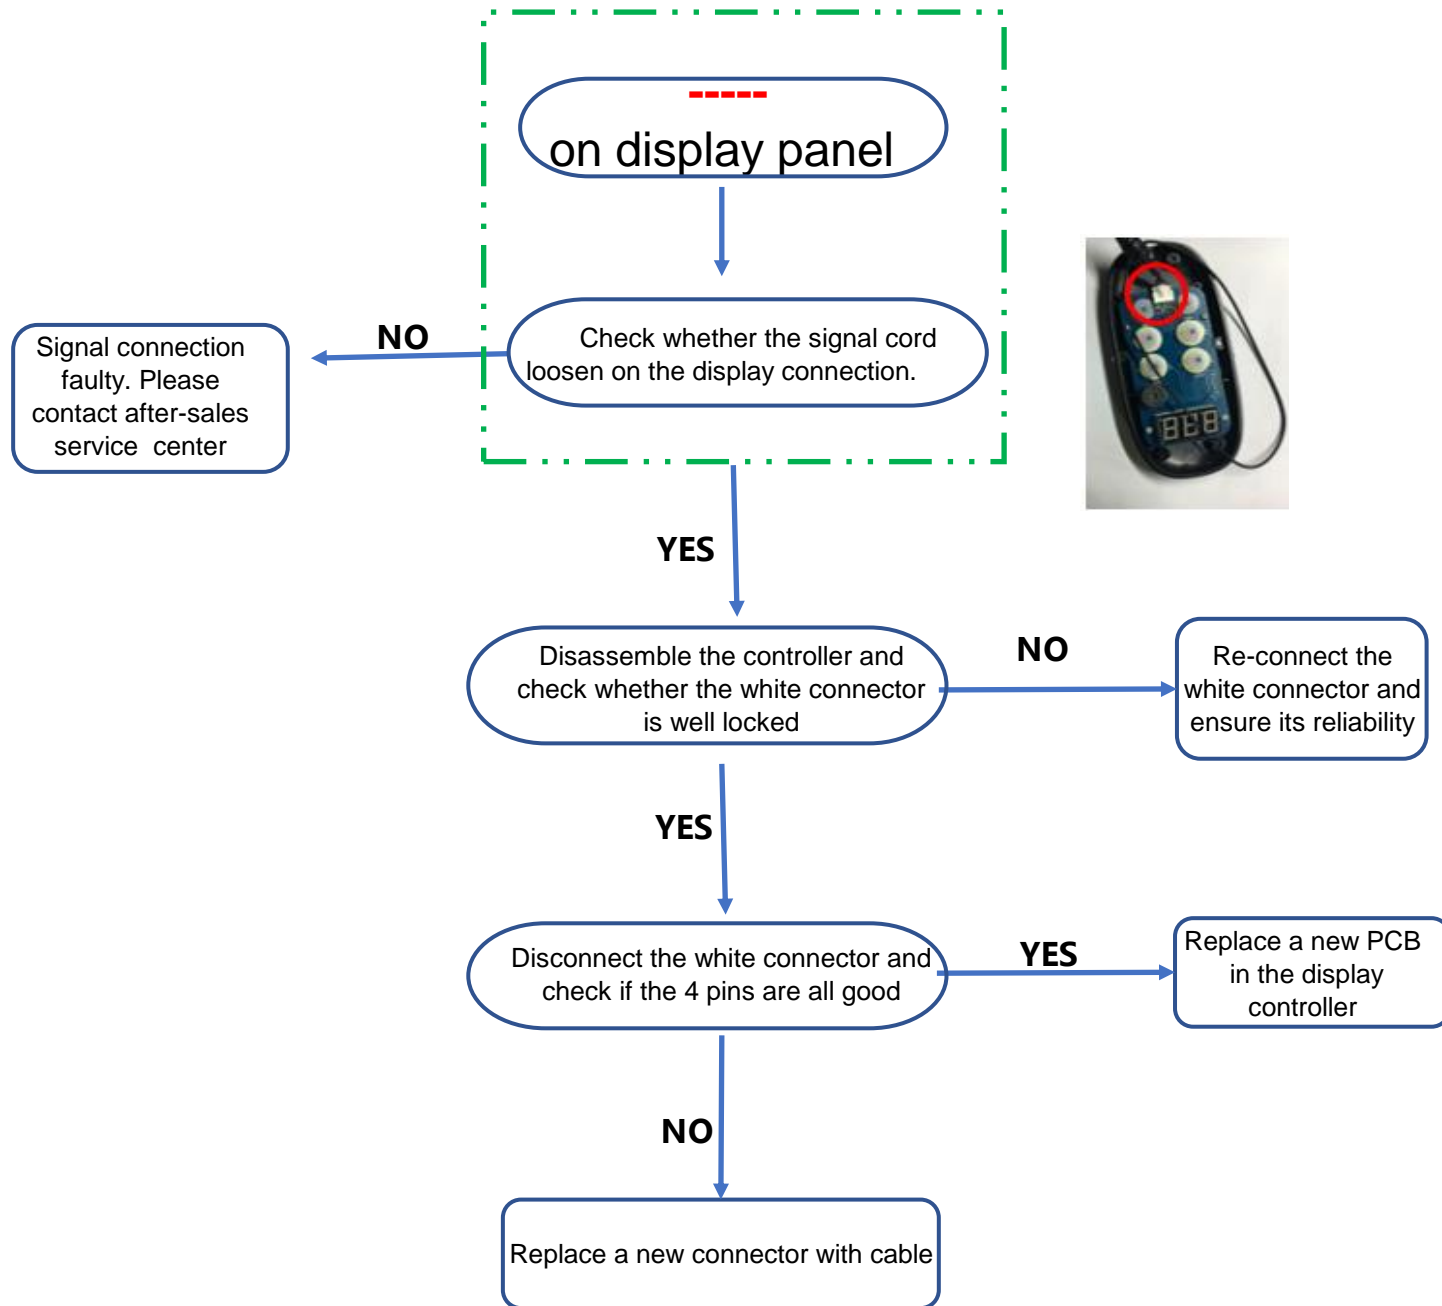 -----
on display panel
Check whether the signal cord
loosen on the display connection.
NO
Signal connection
faulty. Please
contact after-sales
service center
YES
Disassemble the controller and
check whether the white connector
is well locked
NO
Re-connect the
white connector and
ensure its reliability
YES
Disconnect the white connector and
check if the 4 pins are all good
YES
Replace a new PCB
in the display
controller
NO
Replace a new connector with cable